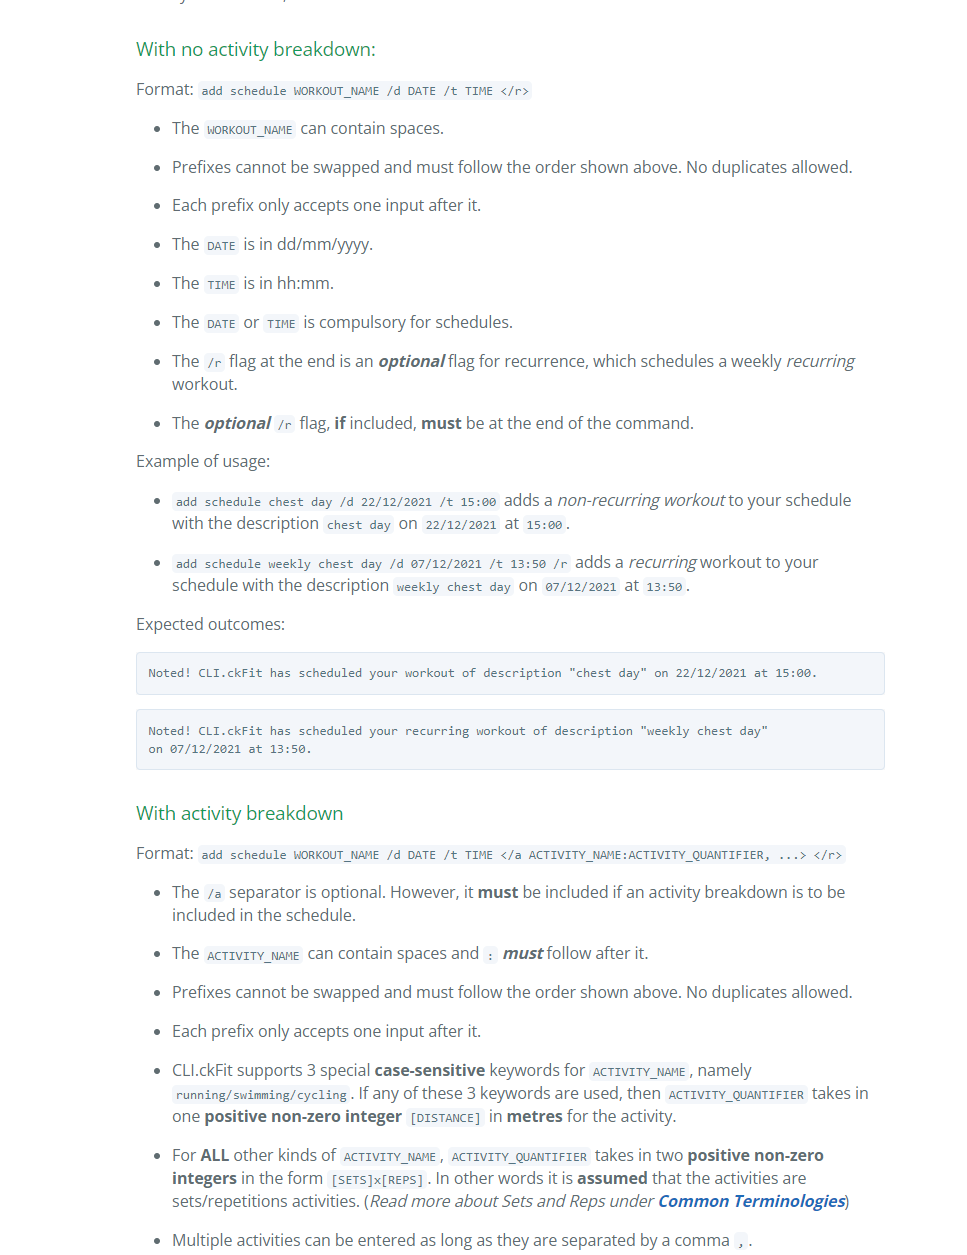 With no activity breakdown:
Format: add schedule WORKOUT_NAME /d DATE /t TIME </r>
• The WORKOUT_NAME can contain spaces.
• Prefixes cannot be swapped and must follow the order shown above. No duplicates allowed.
• Each prefix only accepts one input after it.
• The DATE is in dd/mm/yyyy.
• The TIME is in hh:mm.
• The DATE or TIME is compulsory for schedules.
• The /r flag at the end is an optional flag for recurrence, which schedules a weekly recurring
workout.
• The optional /r flag, if included, must be at the end of the command.
Example of usage:
• add schedule chest day /d 22/12/2021 /t 15:00 adds a non-recurring workout to your schedule
with the description chest day on 22/12/2021 at 15:00.
• add schedule weekly chest day /d 07/12/2021 /t 13:50 /r adds a recurring workout to your
schedule with the description weekly chest day on 07/12/2021 at 13:50.
Expected outcomes:
Noted! CLI.ckFit has scheduled your workout of description "chest day" on 22/12/2021 at 15:00.
Noted! CLI.ckFit has scheduled your recurring workout of description "weekly chest day"
on 07/12/2021 at 13:50.
With activity breakdown
Format: add schedule WORKOUT_NAME /d DATE /t TIME </a ACTIVITY_NAME:ACTIVITY_QUANTIFIER, ...> </r>
• The /a separator is optional. However, it must be included if an activity breakdown is to be
included in the schedule.
• The ACTIVITY_NAME can contain spaces and : must follow after it.
• Prefixes cannot be swapped and must follow the order shown above. No duplicates allowed.
• Each prefix only accepts one input after it.
• CLI.ckFit supports 3 special case-sensitive keywords for ACTIVITY_NAME, namely
running/swimming/cycling. If any of these 3 keywords are used, then ACTIVITY_QUANTIFIER takes in
one positive non-zero integer [DISTANCE] in metres for the activity.
• For ALL other kinds of ACTIVITY_NAME, ACTIVITY_QUANTIFIER takes in two positive non-zero
integers in the form [SETS]x[REPS]. In other words it is assumed that the activities are
sets/repetitions activities. (Read more about Sets and Reps under Common Terminologies)
• Multiple activities can be entered as long as they are separated by a comma ,.